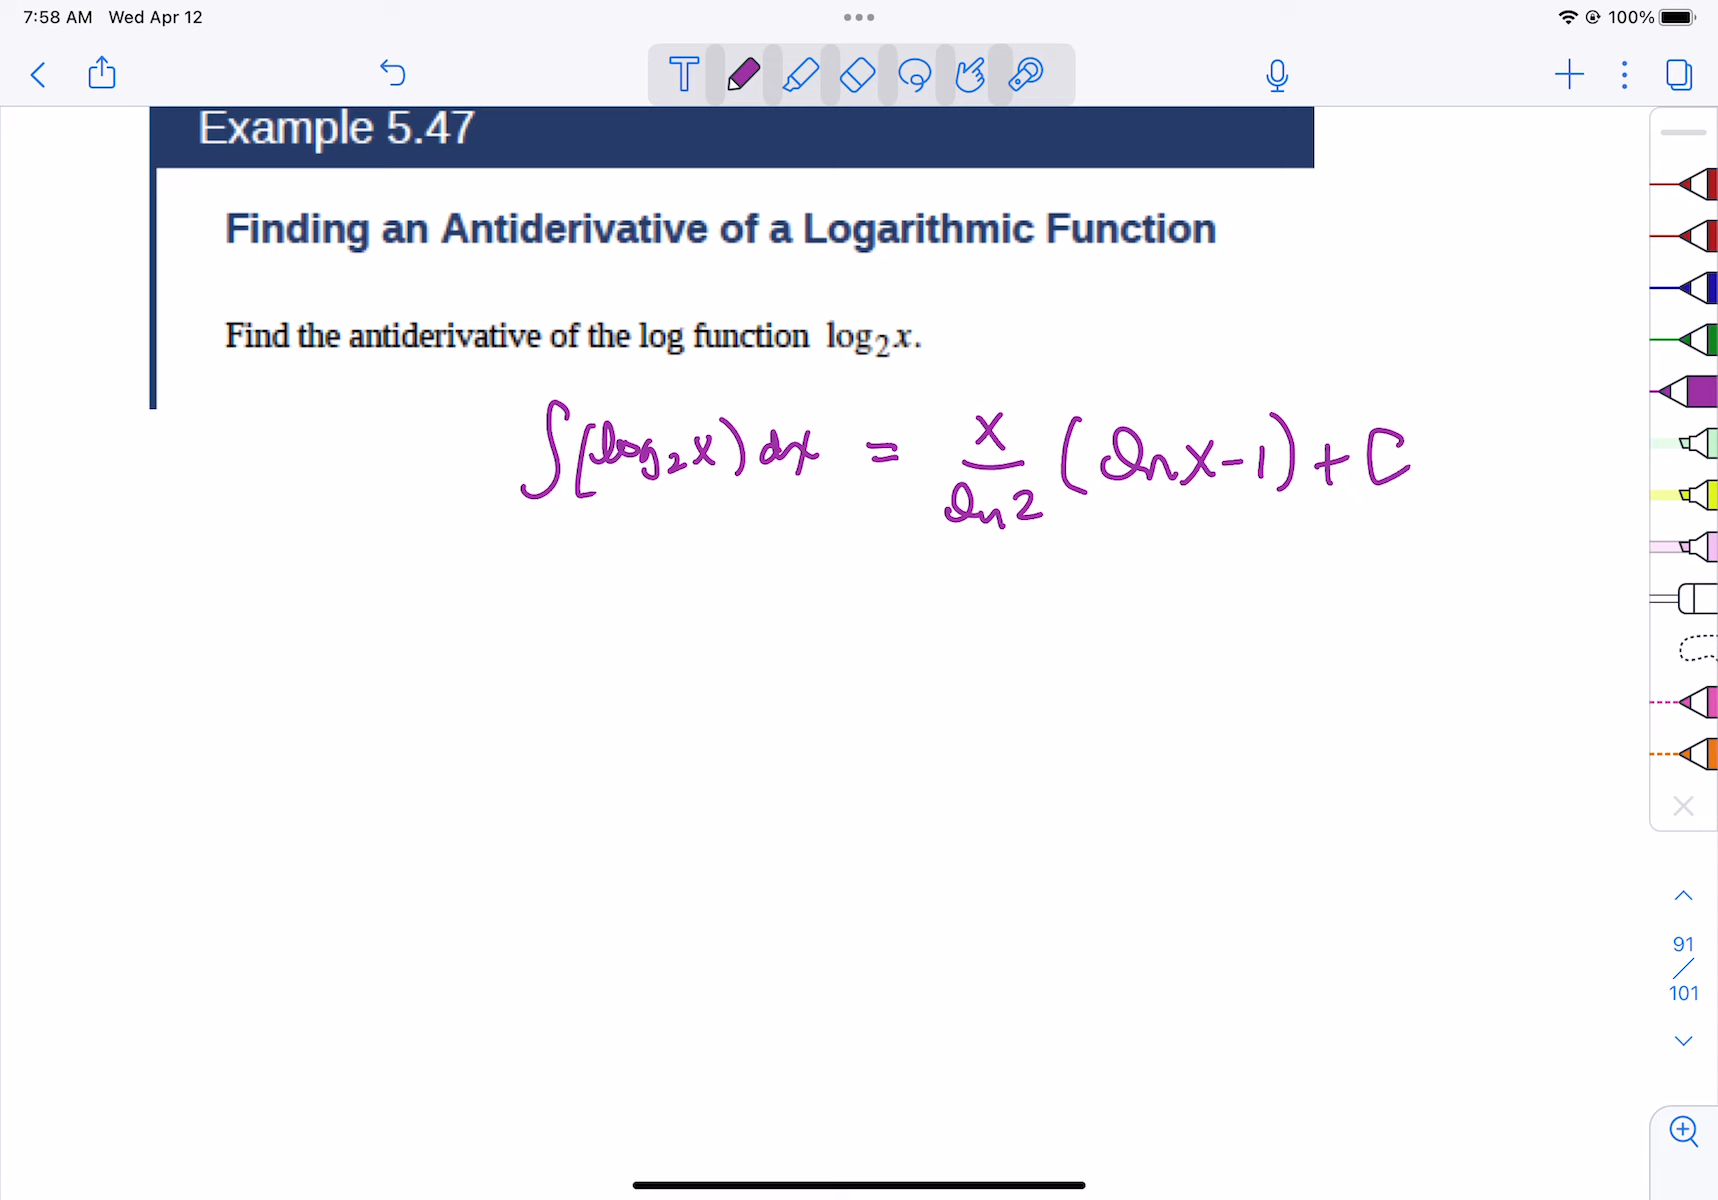 7:58 AM Wed Apr 12
100%
T
Example 5.47
Finding an Antiderivative of a Logarithmic Function
Find the antiderivative of the log function log₂x.
∫(log₂x)dx = x/ln2 (lnx-1)+C
91
/
101